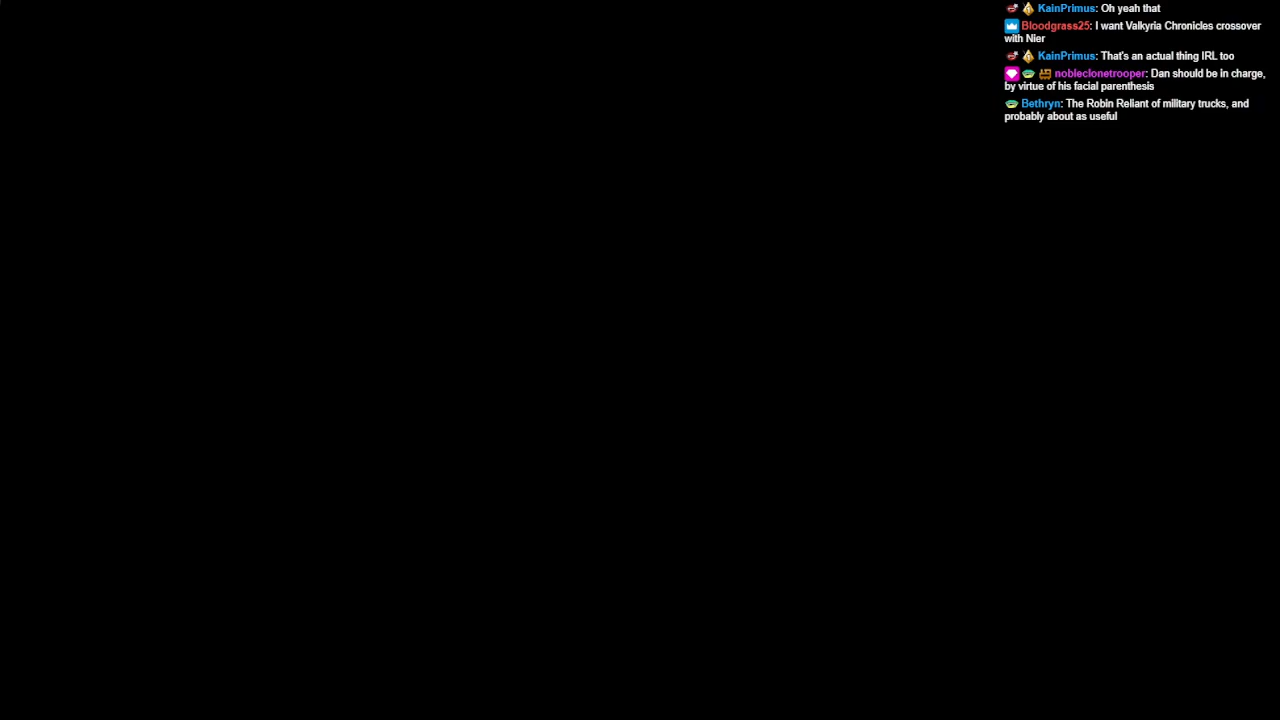 KainPrimus: Oh yeah that
Bloodgrass25: I want Valkyria Chronicles crossover
with Nier
KainPrimus: That's an actual thing IRL too
nobleclonetrooper: Dan should be in charge,
by virtue of his facial parenthesis
Bethryn: The Robin Reliant of military trucks, and
probably about as useful